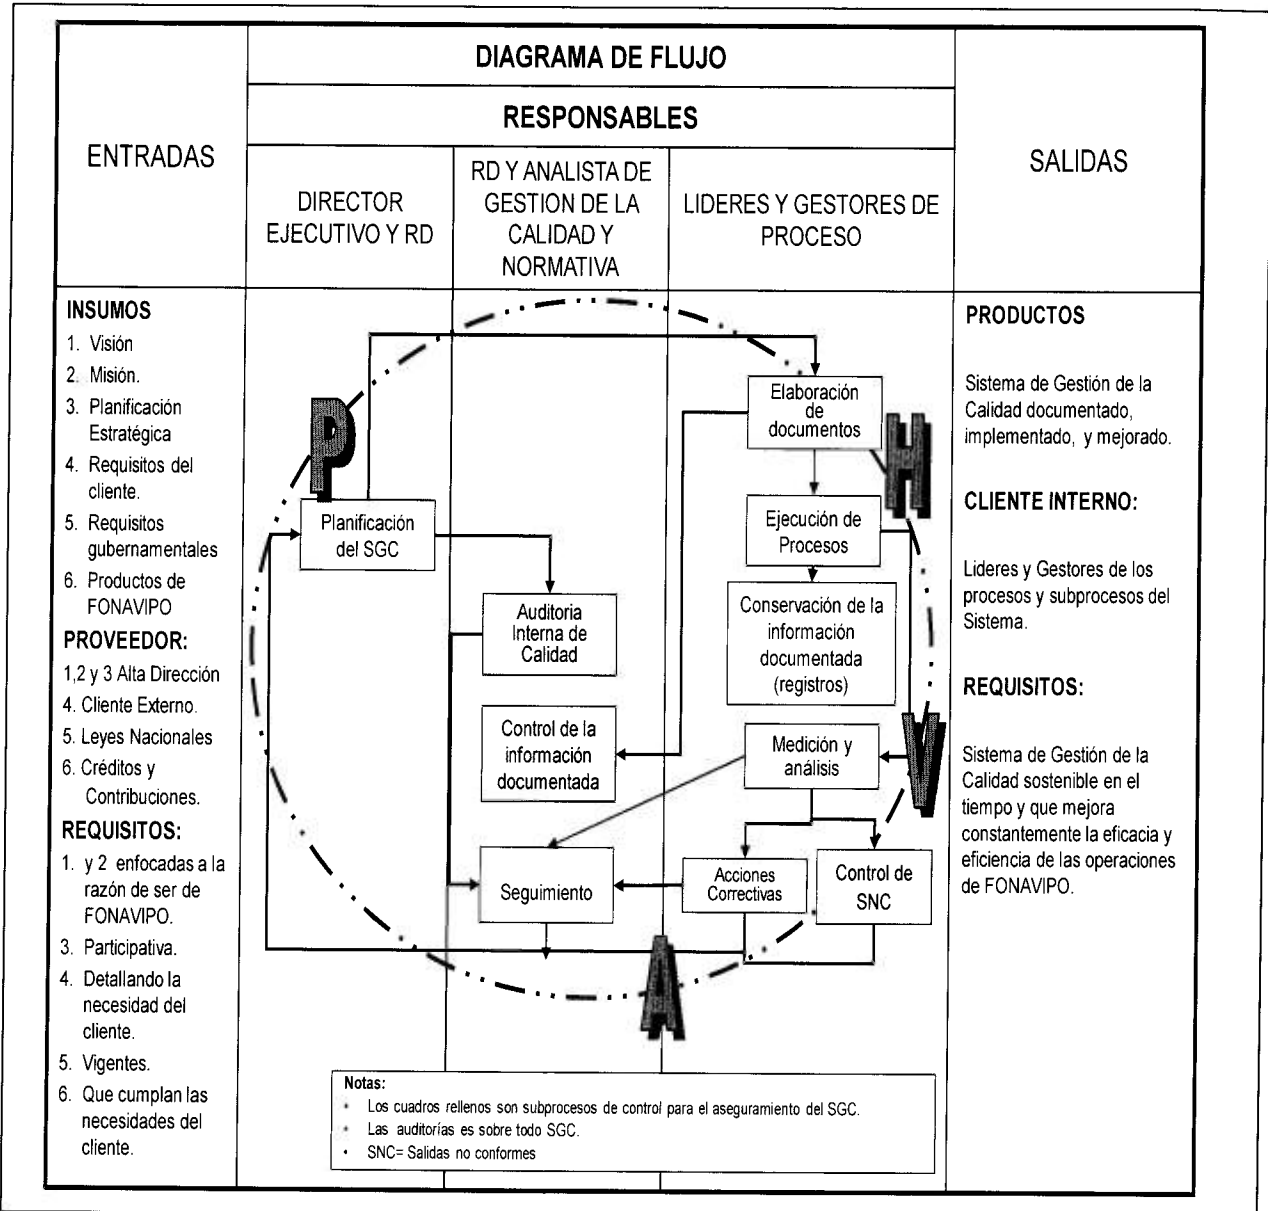 DIAGRAMA DE FLUJO
RESPONSABLES
ENTRADAS
SALIDAS
DIRECTOR
EJECUTIVO Y RD
RD Y ANALISTA DE
GESTION DE LA
CALIDAD Y
NORMATIVA
LIDERES Y GESTORES DE
PROCESO
INSUMOS
1. Visión
2. Misión.
3. Planificación
Estratégica
4. Requisitos del
cliente.
5. Requisitos
gubernamentales
6. Productos de
FONAVIPO
PROVEEDOR:
1,2 y 3 Alta Dirección
4. Cliente Externo.
5. Leyes Nacionales
6. Créditos y
Contribuciones.
REQUISITOS:
1. y 2 enfocadas a la
razón de ser de
FONAVIPO.
3. Participativa.
4. Detallando la
necesidad del
cliente.
5. Vigentes.
6. Que cumplan las
necesidades del
cliente.
P
Planificación
del SGC
Auditoria
Interna de
Calidad
Control de la
información
documentada
Seguimiento
Elaboración
de
documentos
H
Ejecución de
Procesos
Conservación de la
información
documentada
(registros)
Medición y
análisis
V
Acciones
Correctivas
Control de
SNC
A
Notas:
• Los cuadros rellenos son subprocesos de control para el aseguramiento del SGC.
• Las auditorías es sobre todo SGC.
• SNC= Salidas no conformes
PRODUCTOS
Sistema de Gestión de la
Calidad documentado,
implementado, y mejorado.
CLIENTE INTERNO:
Lideres y Gestores de los
procesos y subprocesos del
Sistema.
REQUISITOS:
Sistema de Gestión de la
Calidad sostenible en el
tiempo y que mejora
constantemente la eficacia y
eficiencia de las operaciones
de FONAVIPO.